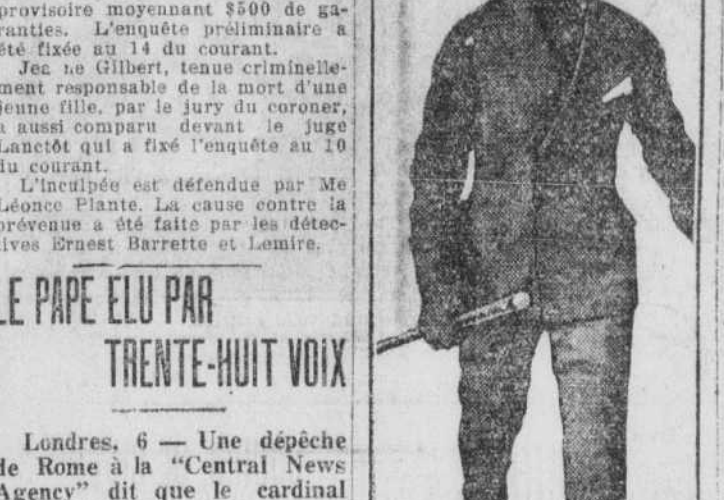 provisoire moyennant $500 de ga-
ranties. L'enquête préliminaire a
été fixée au 14 du courant.
Jea ne Gilbert, tenue criminelle-
ment responsable de la mort d'une
jeune fille, par le jury du coroner,
a aussi comparu devant le juge
Lanctôt qui a fixé l'enquête au 10
du courant.
L'inculpée est défendue par Me
Léonce Plante. La cause contre la
prévenue a été faite par les détec-
tives Ernest Barrette et Lemire.
LE PAPE ELU PAR
TRENTE-HUIT VOIX
Londres, 6 — Une dépêche
de Rome à la "Central News
Agency" dit que le cardinal